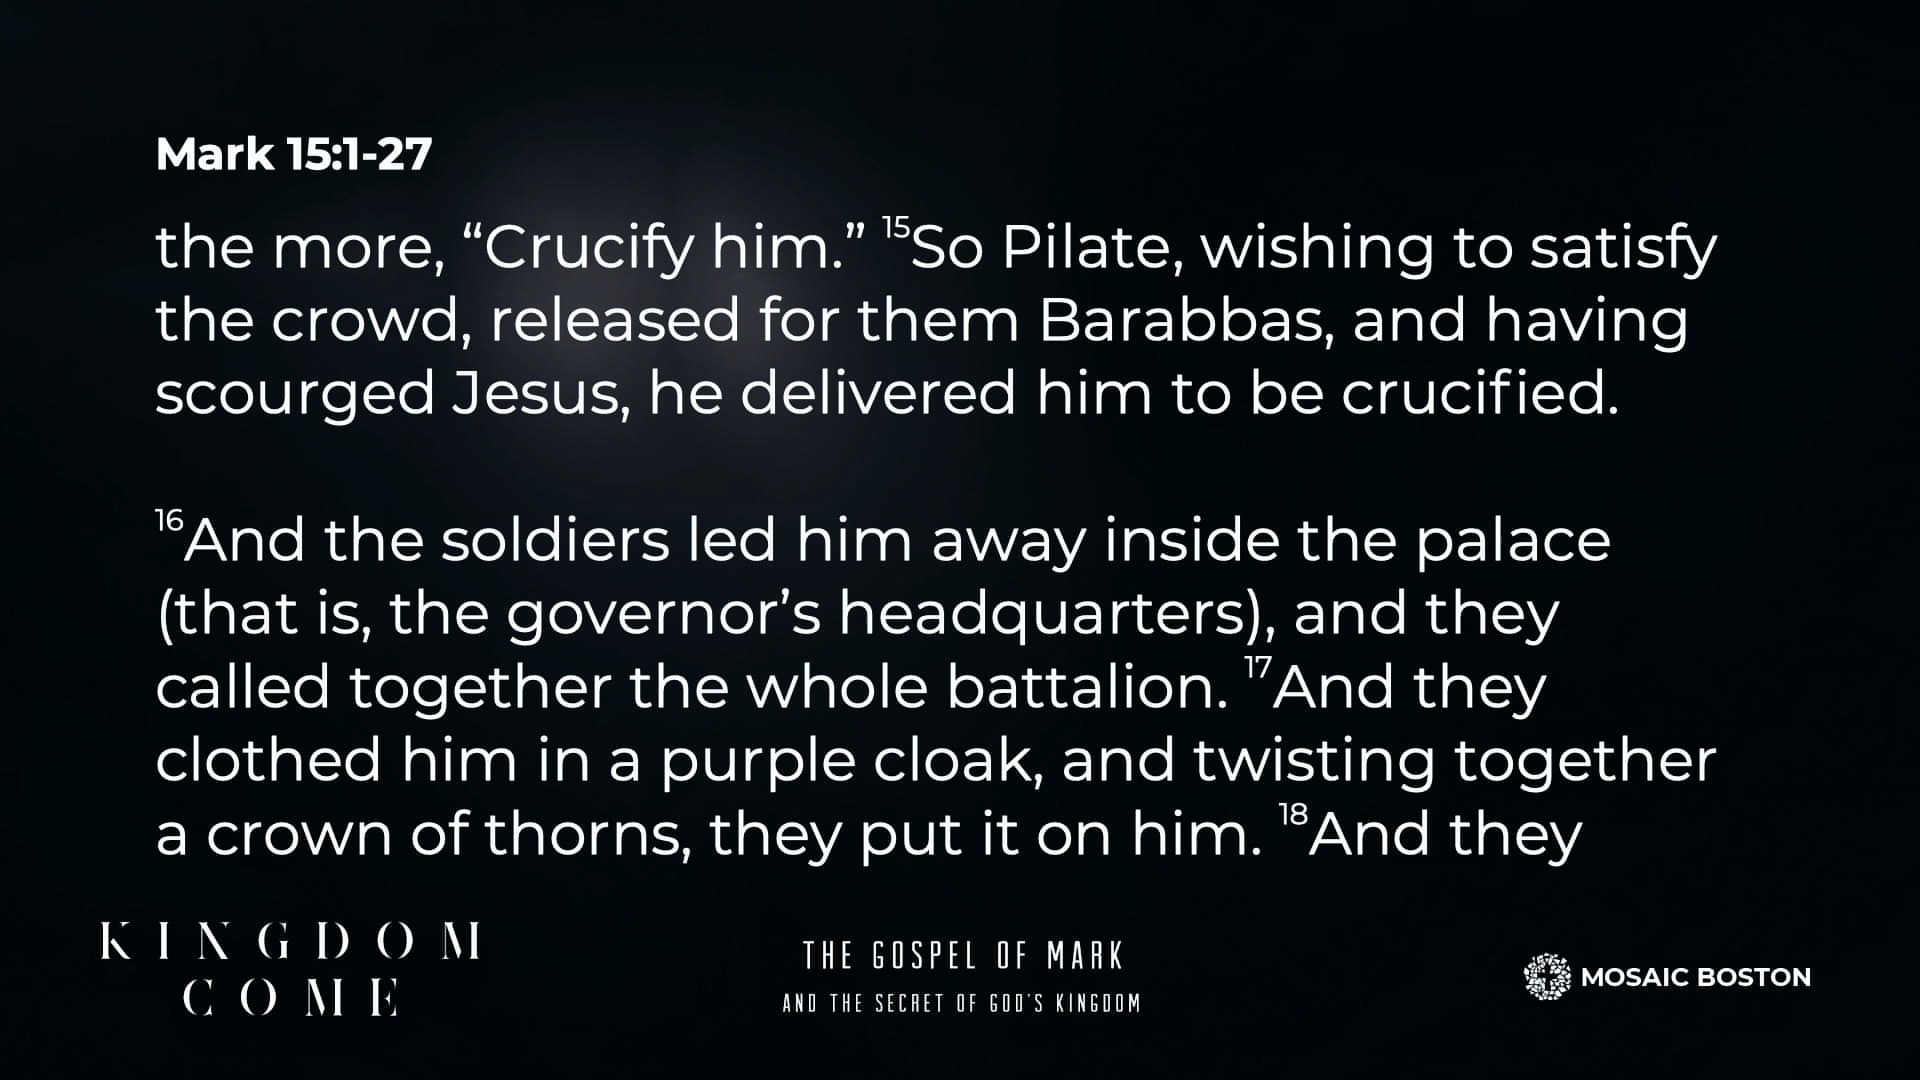 Mark 15:1-27
the more, “Crucify him.” 15So Pilate, wishing to satisfy
the crowd, released for them Barabbas, and having
scourged Jesus, he delivered him to be crucified.
16And the soldiers led him away inside the palace
(that is, the governor’s headquarters), and they
called together the whole battalion. 17And they
clothed him in a purple cloak, and twisting together
a crown of thorns, they put it on him. 18And they
KINGDOM
COME
THE GOSPEL OF MARK
AND THE SECRET OF GOD'S KINGDOM
MOSAIC BOSTON